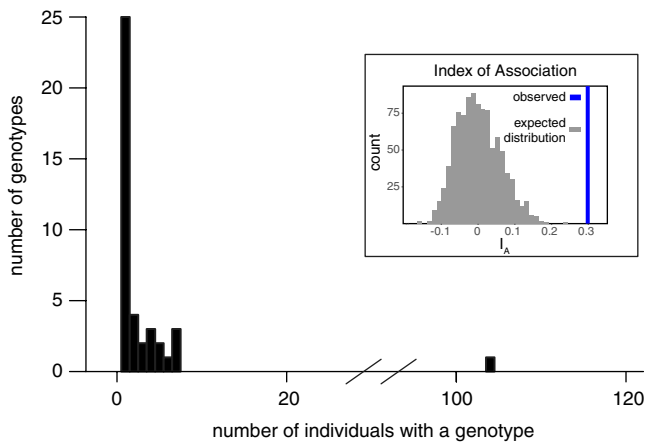 25
20
15
10
5
0
number of genotypes
0
20
100
120
number of individuals with a genotype
Index of Association
observed
expected
distribution
75
50
25
count
-0.1
0
0.1
0.2
0.3
I_A